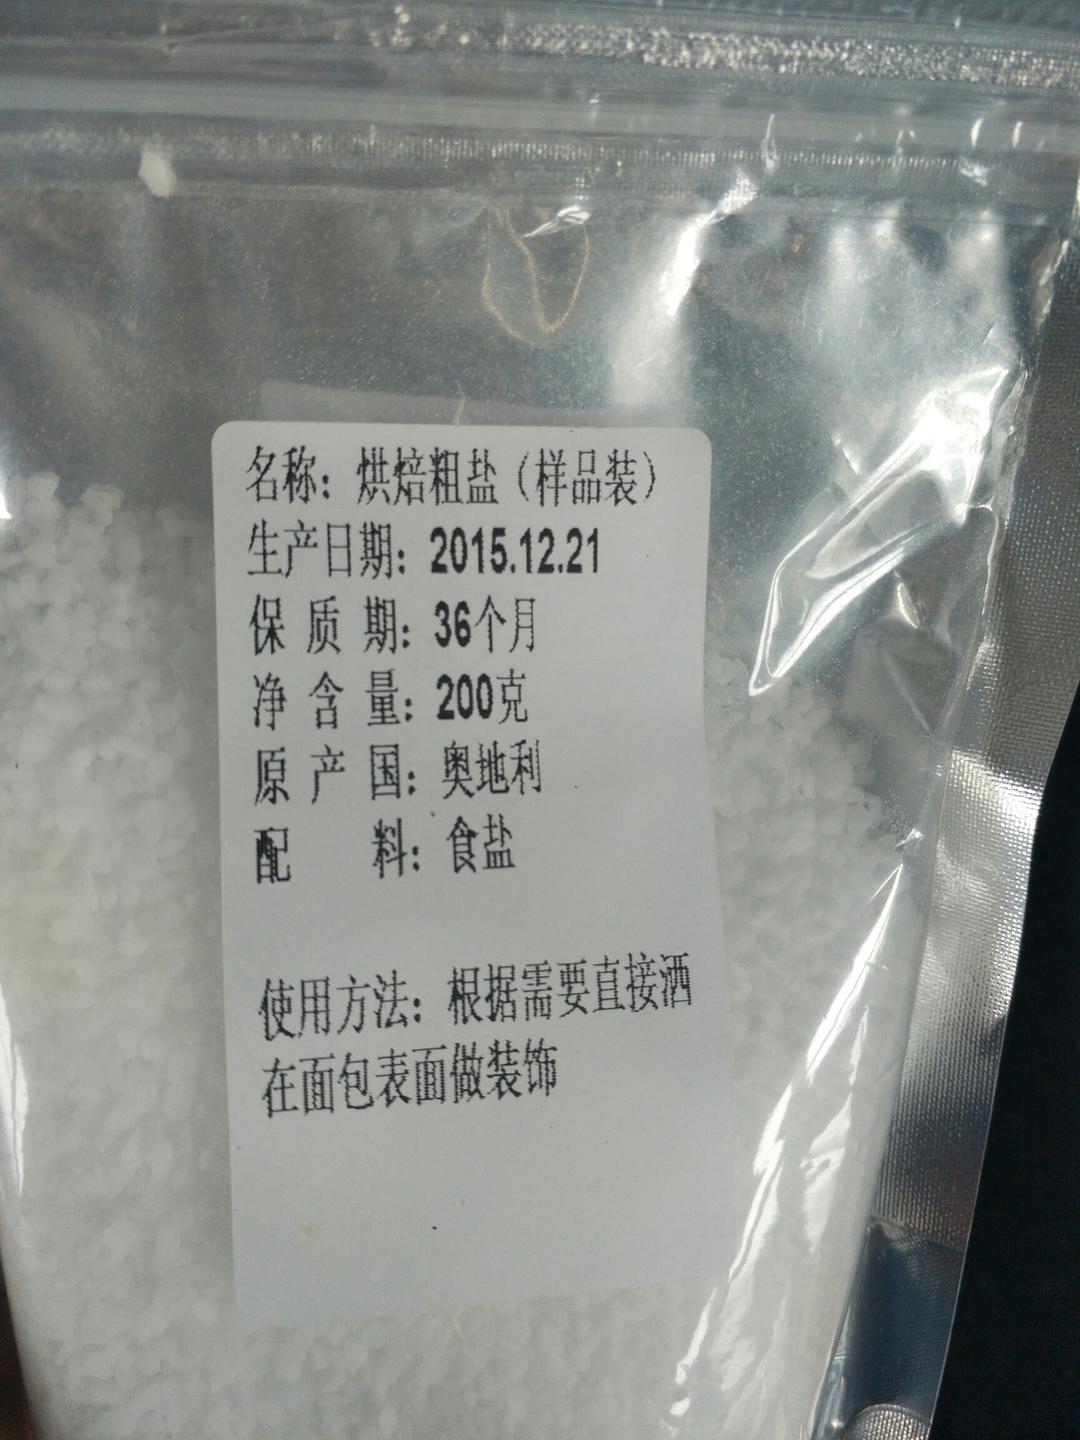 名称：烘焙粗盐（样品装）
生产日期：2015.12.21
保质期：36个月
净含量：200克
原产国：奥地利
配料：食盐
使用方法：根据需要直接洒
在面包表面做装饰